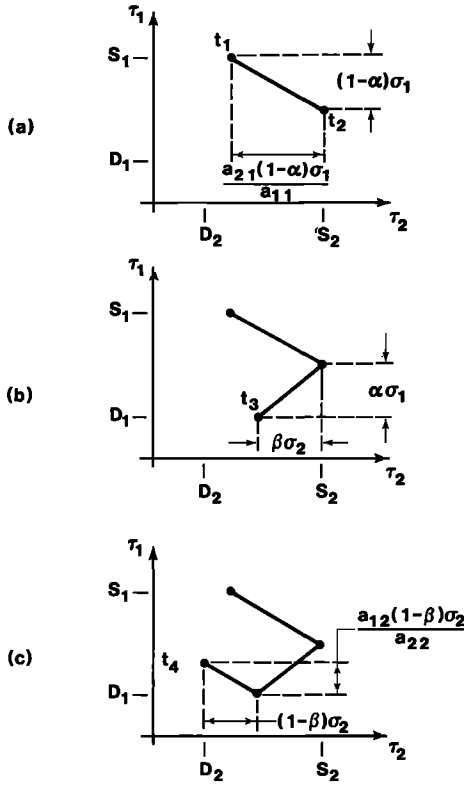 τ₁
t₁
S₁
(1-α)σ₁
(a)
t₂
D₁
a₂₁(1-α)σ₁
a₁₁
D₂
S₂
τ₂
τ₁
S₁
(b)
t₃
ασ₁
D₁
βσ₂
D₂
S₂
τ₂
τ₁
S₁
a₁₂(1-β)σ₂
a₂₂
(c)
t₄
D₁
(1-β)σ₂
D₂
S₂
τ₂